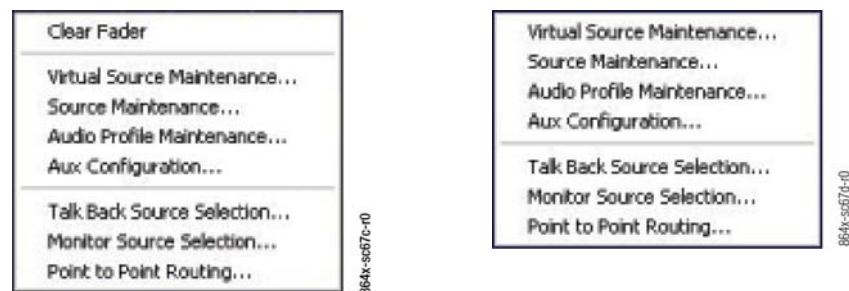 Clear Fader
Virtual Source Maintenance...
Source Maintenance...
Audio Profile Maintenance...
Aux Configuration...
Talk Back Source Selection...
Monitor Source Selection...
Point to Point Routing...
864x-sc67c-r0
Virtual Source Maintenance...
Source Maintenance...
Audio Profile Maintenance...
Aux Configuration...
Talk Back Source Selection...
Monitor Source Selection...
Point to Point Routing...
864x-sc67d-r0